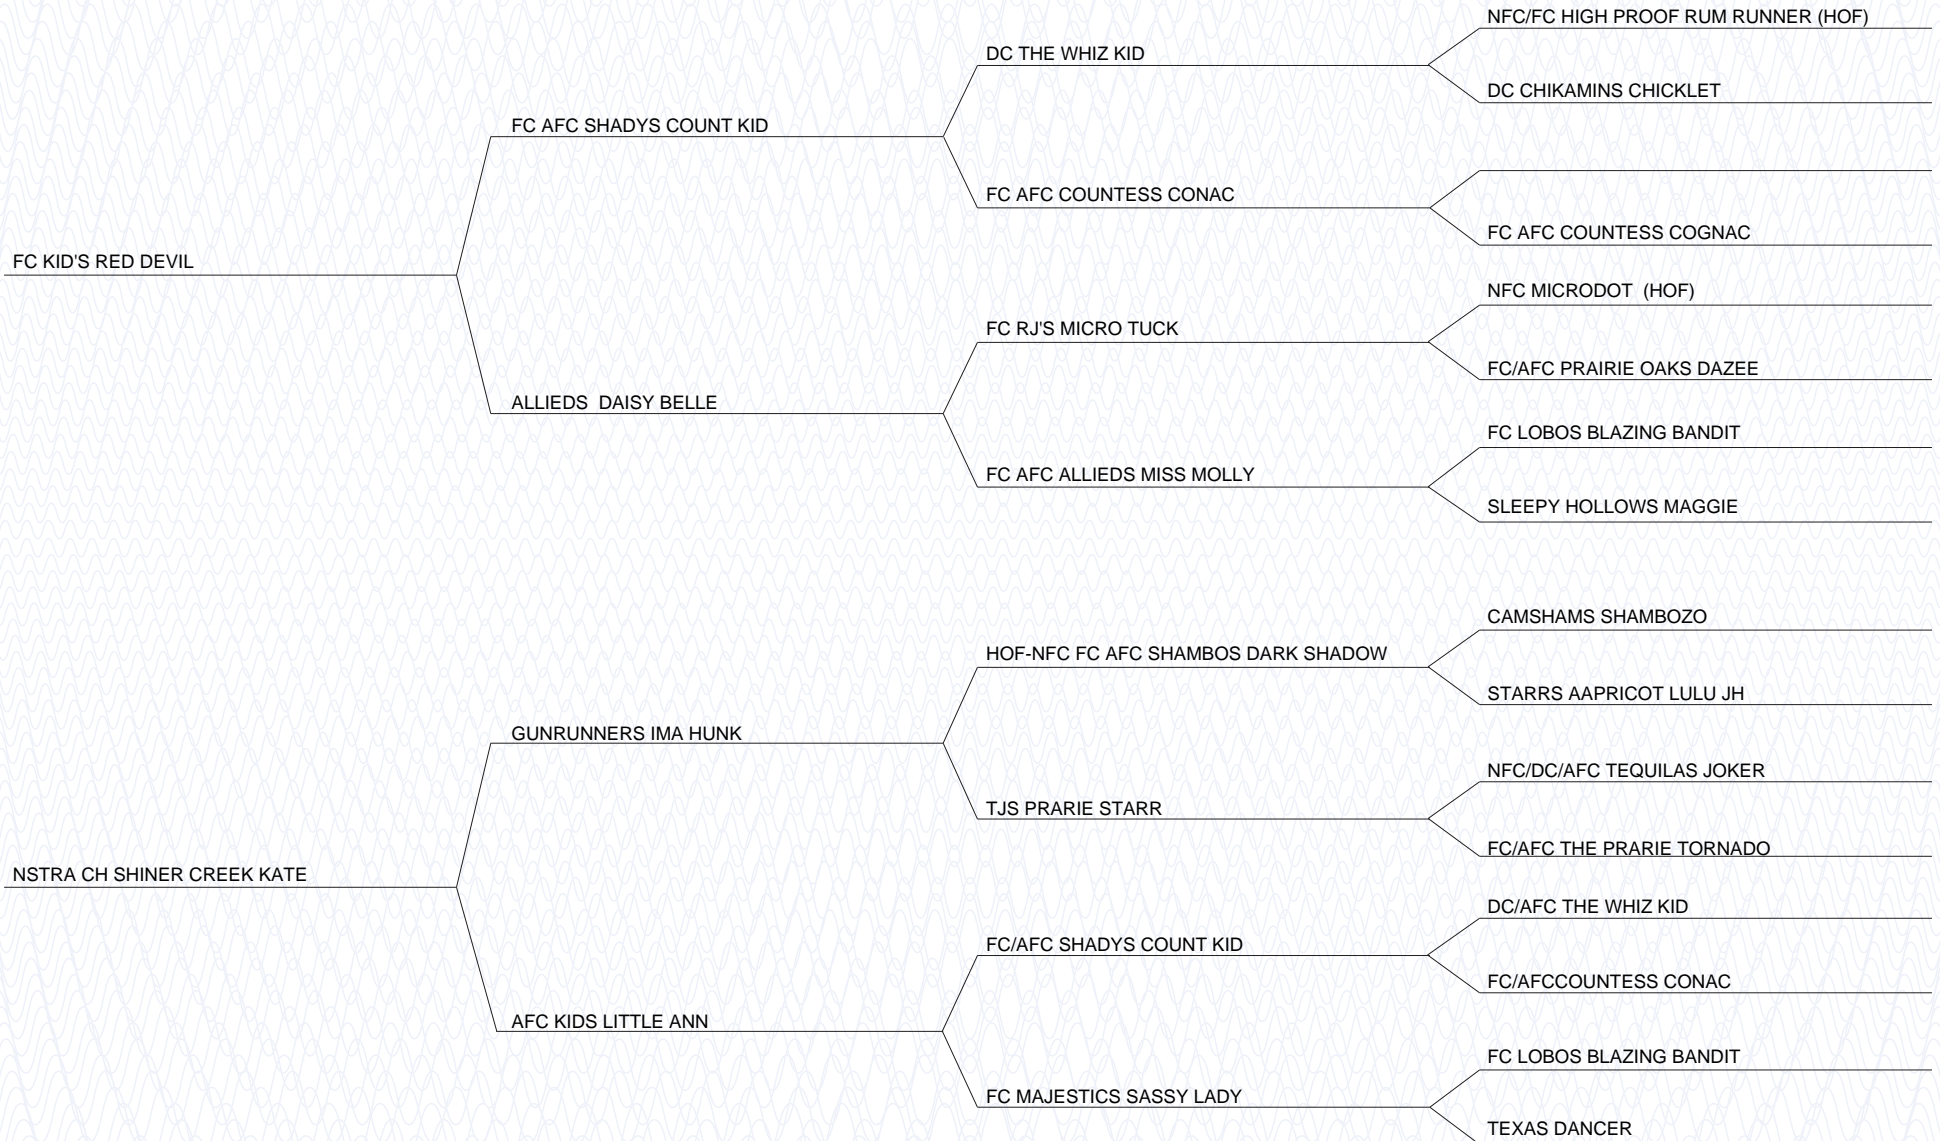 NFC/FC HIGH PROOF RUM RUNNER (HOF)
DC THE WHIZ KID
DC CHIKAMINS CHICKLET
FC AFC SHADYS COUNT KID
FC AFC COUNTESS CONAC
FC AFC COUNTESS COGNAC
FC KID'S RED DEVIL
NFC MICRODOT (HOF)
FC RJ'S MICRO TUCK
FC/AFC PRAIRIE OAKS DAZEE
ALLIEDS DAISY BELLE
FC LOBOS BLAZING BANDIT
FC AFC ALLIEDS MISS MOLLY
SLEEPY HOLLOWS MAGGIE
CAMSHAMS SHAMBOZO
HOF-NFC FC AFC SHAMBOS DARK SHADOW
STARRS AAPRICOT LULU JH
GUNRUNNERS IMA HUNK
NFC/DC/AFC TEQUILAS JOKER
TJS PRARIE STARR
FC/AFC THE PRARIE TORNADO
NSTRA CH SHINER CREEK KATE
DC/AFC THE WHIZ KID
FC/AFC SHADYS COUNT KID
FC/AFCCOUNTESS CONAC
AFC KIDS LITTLE ANN
FC LOBOS BLAZING BANDIT
FC MAJESTICS SASSY LADY
TEXAS DANCER